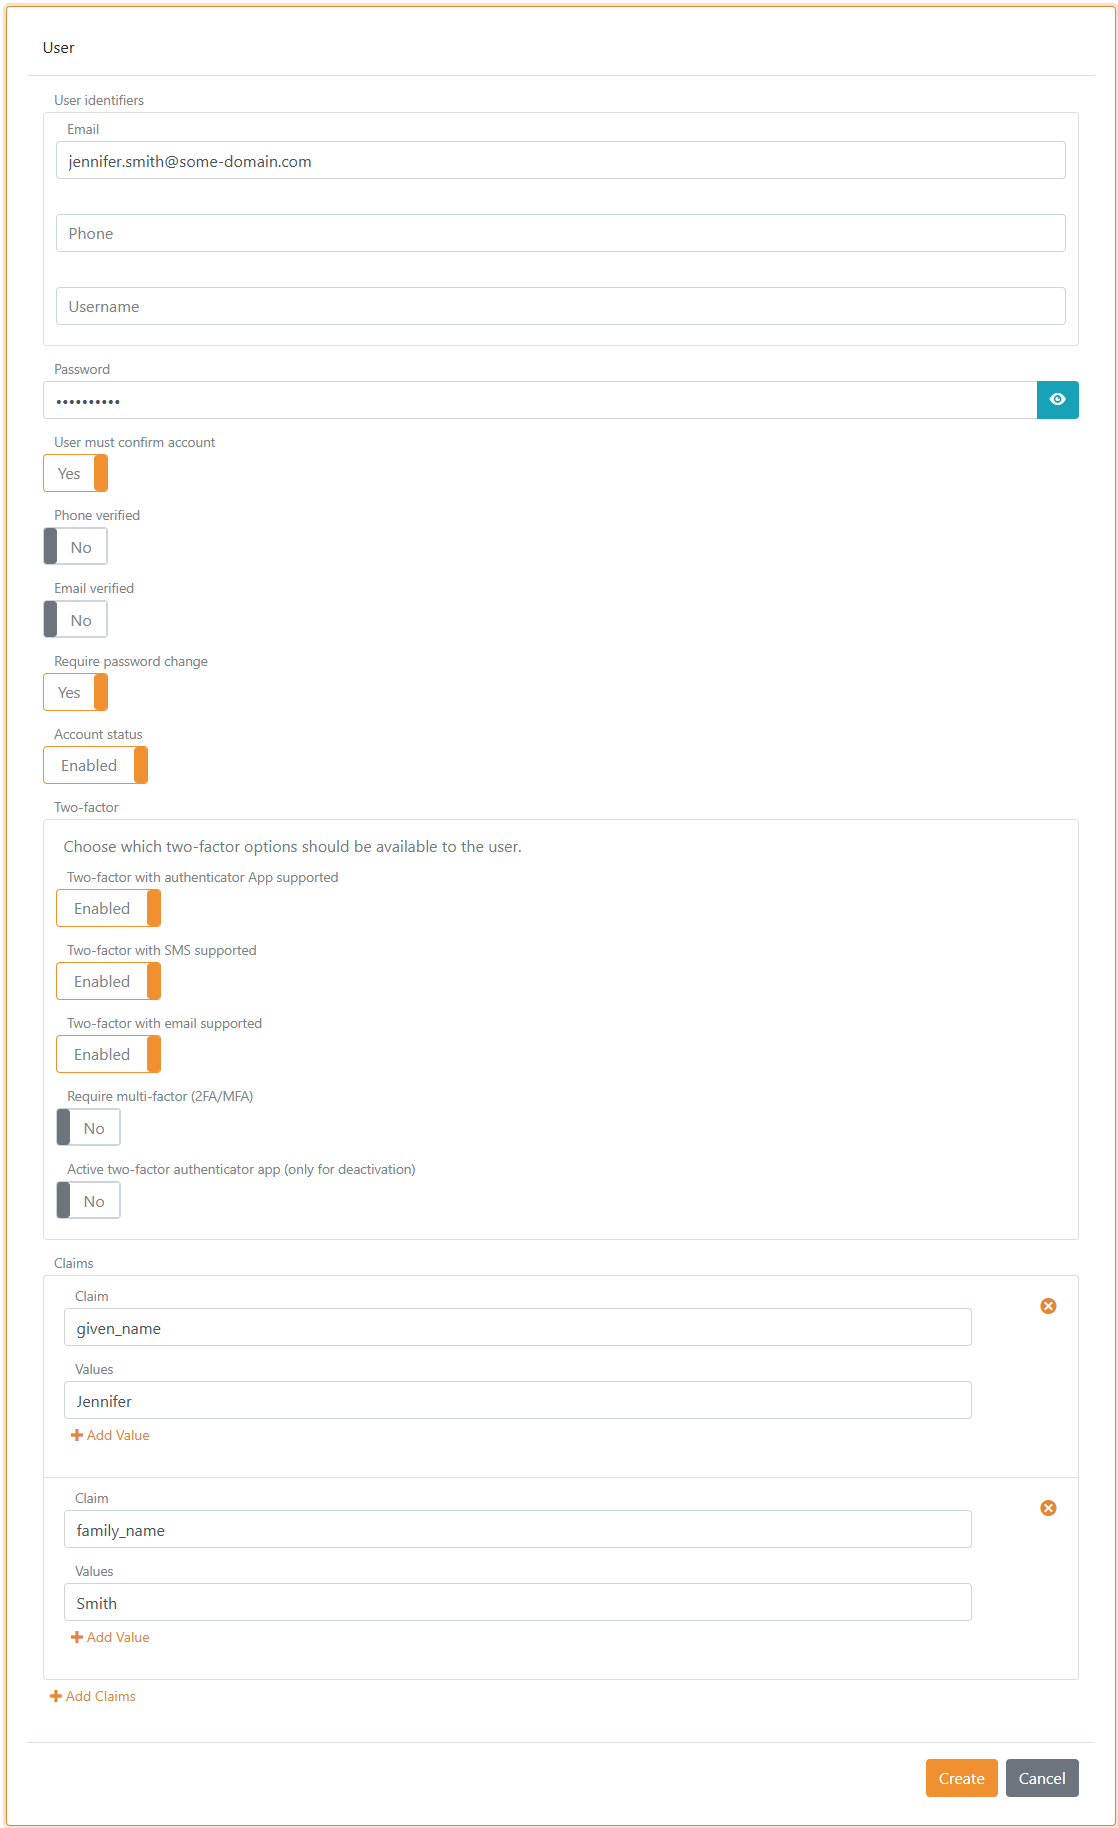 User
User identifiers
Email
jennifer.smith@some-domain.com
Phone
Username
Password
••••••••••
User must confirm account
Yes
Phone verified
No
Email verified
No
Require password change
Yes
Account status
Enabled
Two-factor
Choose which two-factor options should be available to the user.
Two-factor with authenticator App supported
Enabled
Two-factor with SMS supported
Enabled
Two-factor with email supported
Enabled
Require multi-factor (2FA/MFA)
No
Active two-factor authenticator app (only for deactivation)
No
Claims
Claim
given_name
Values
Jennifer
Add Value
Claim
family_name
Values
Smith
Add Value
Add Claims
Create Cancel